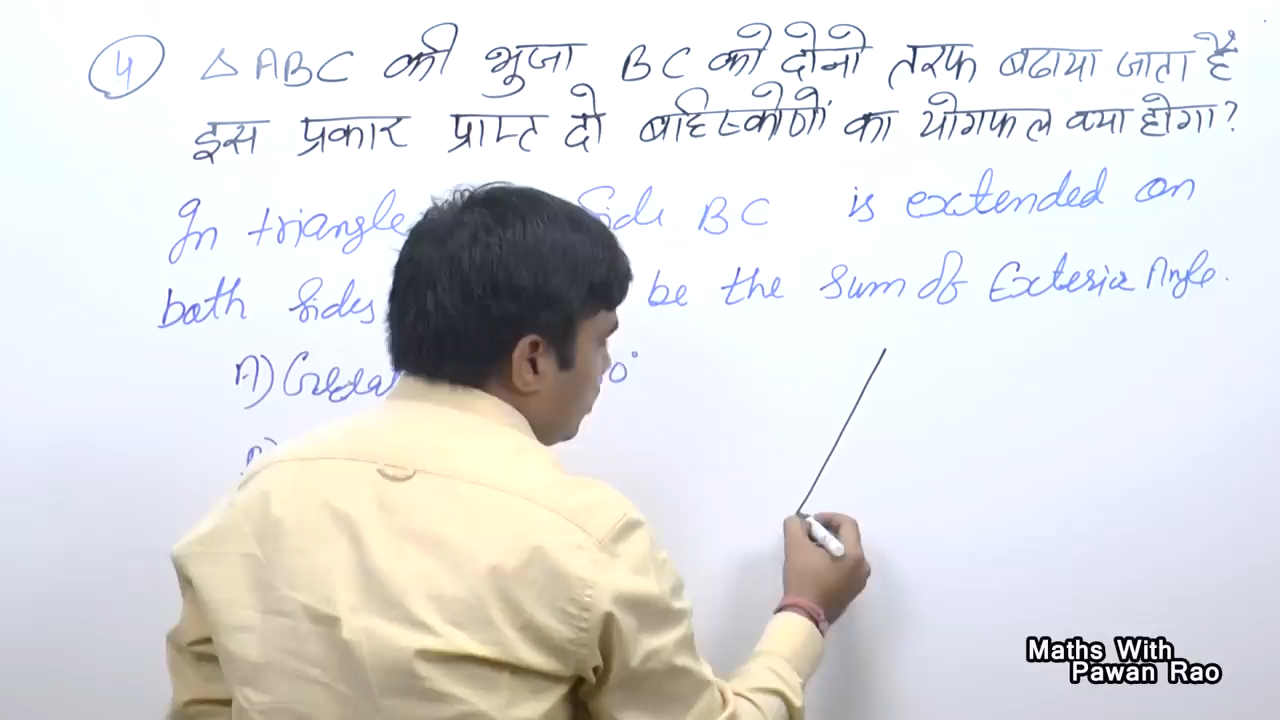 4 △ABC की भुजा BC को दोनो तरफ बढाया जाता है
इस प्रकार प्राप्त दो बहिस्कोणों का योगफल क्या होगा?
In triangle Side BC is extended on
both sides be the Sum of Exterior Angle.
A) 0°
Maths With
Pawan Rao